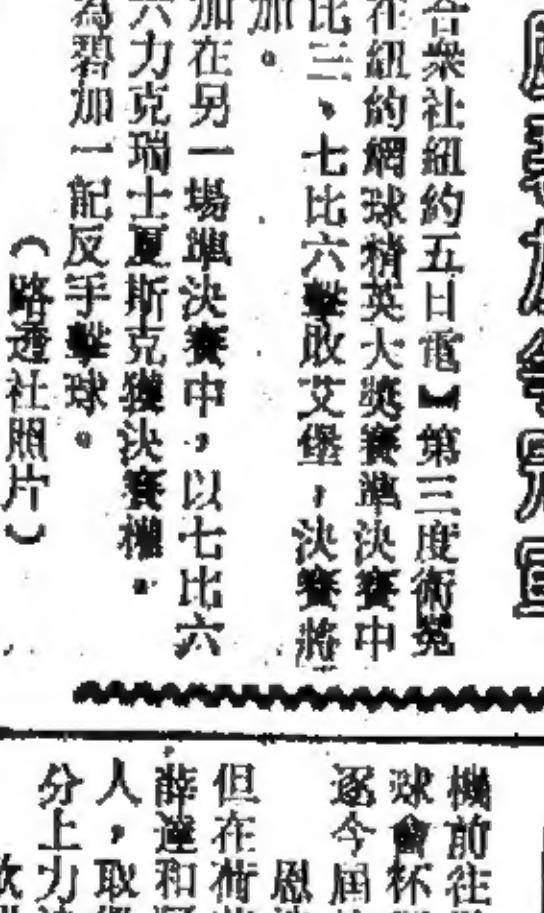 合衆社紐約五日電】第三度術冕
在紐約網球精英大獎賽準決賽中
比三、七比六擊敗艾堡，決賽將
加。
加在另一場準決賽中，以七比六
六力克瑞士夏斯克獲決賽權。
為碧加一記反手擊球。
（路透社照片）
機前往
球會杯
逐今屆
恩
但在荷
薛達和
人，取
分上力